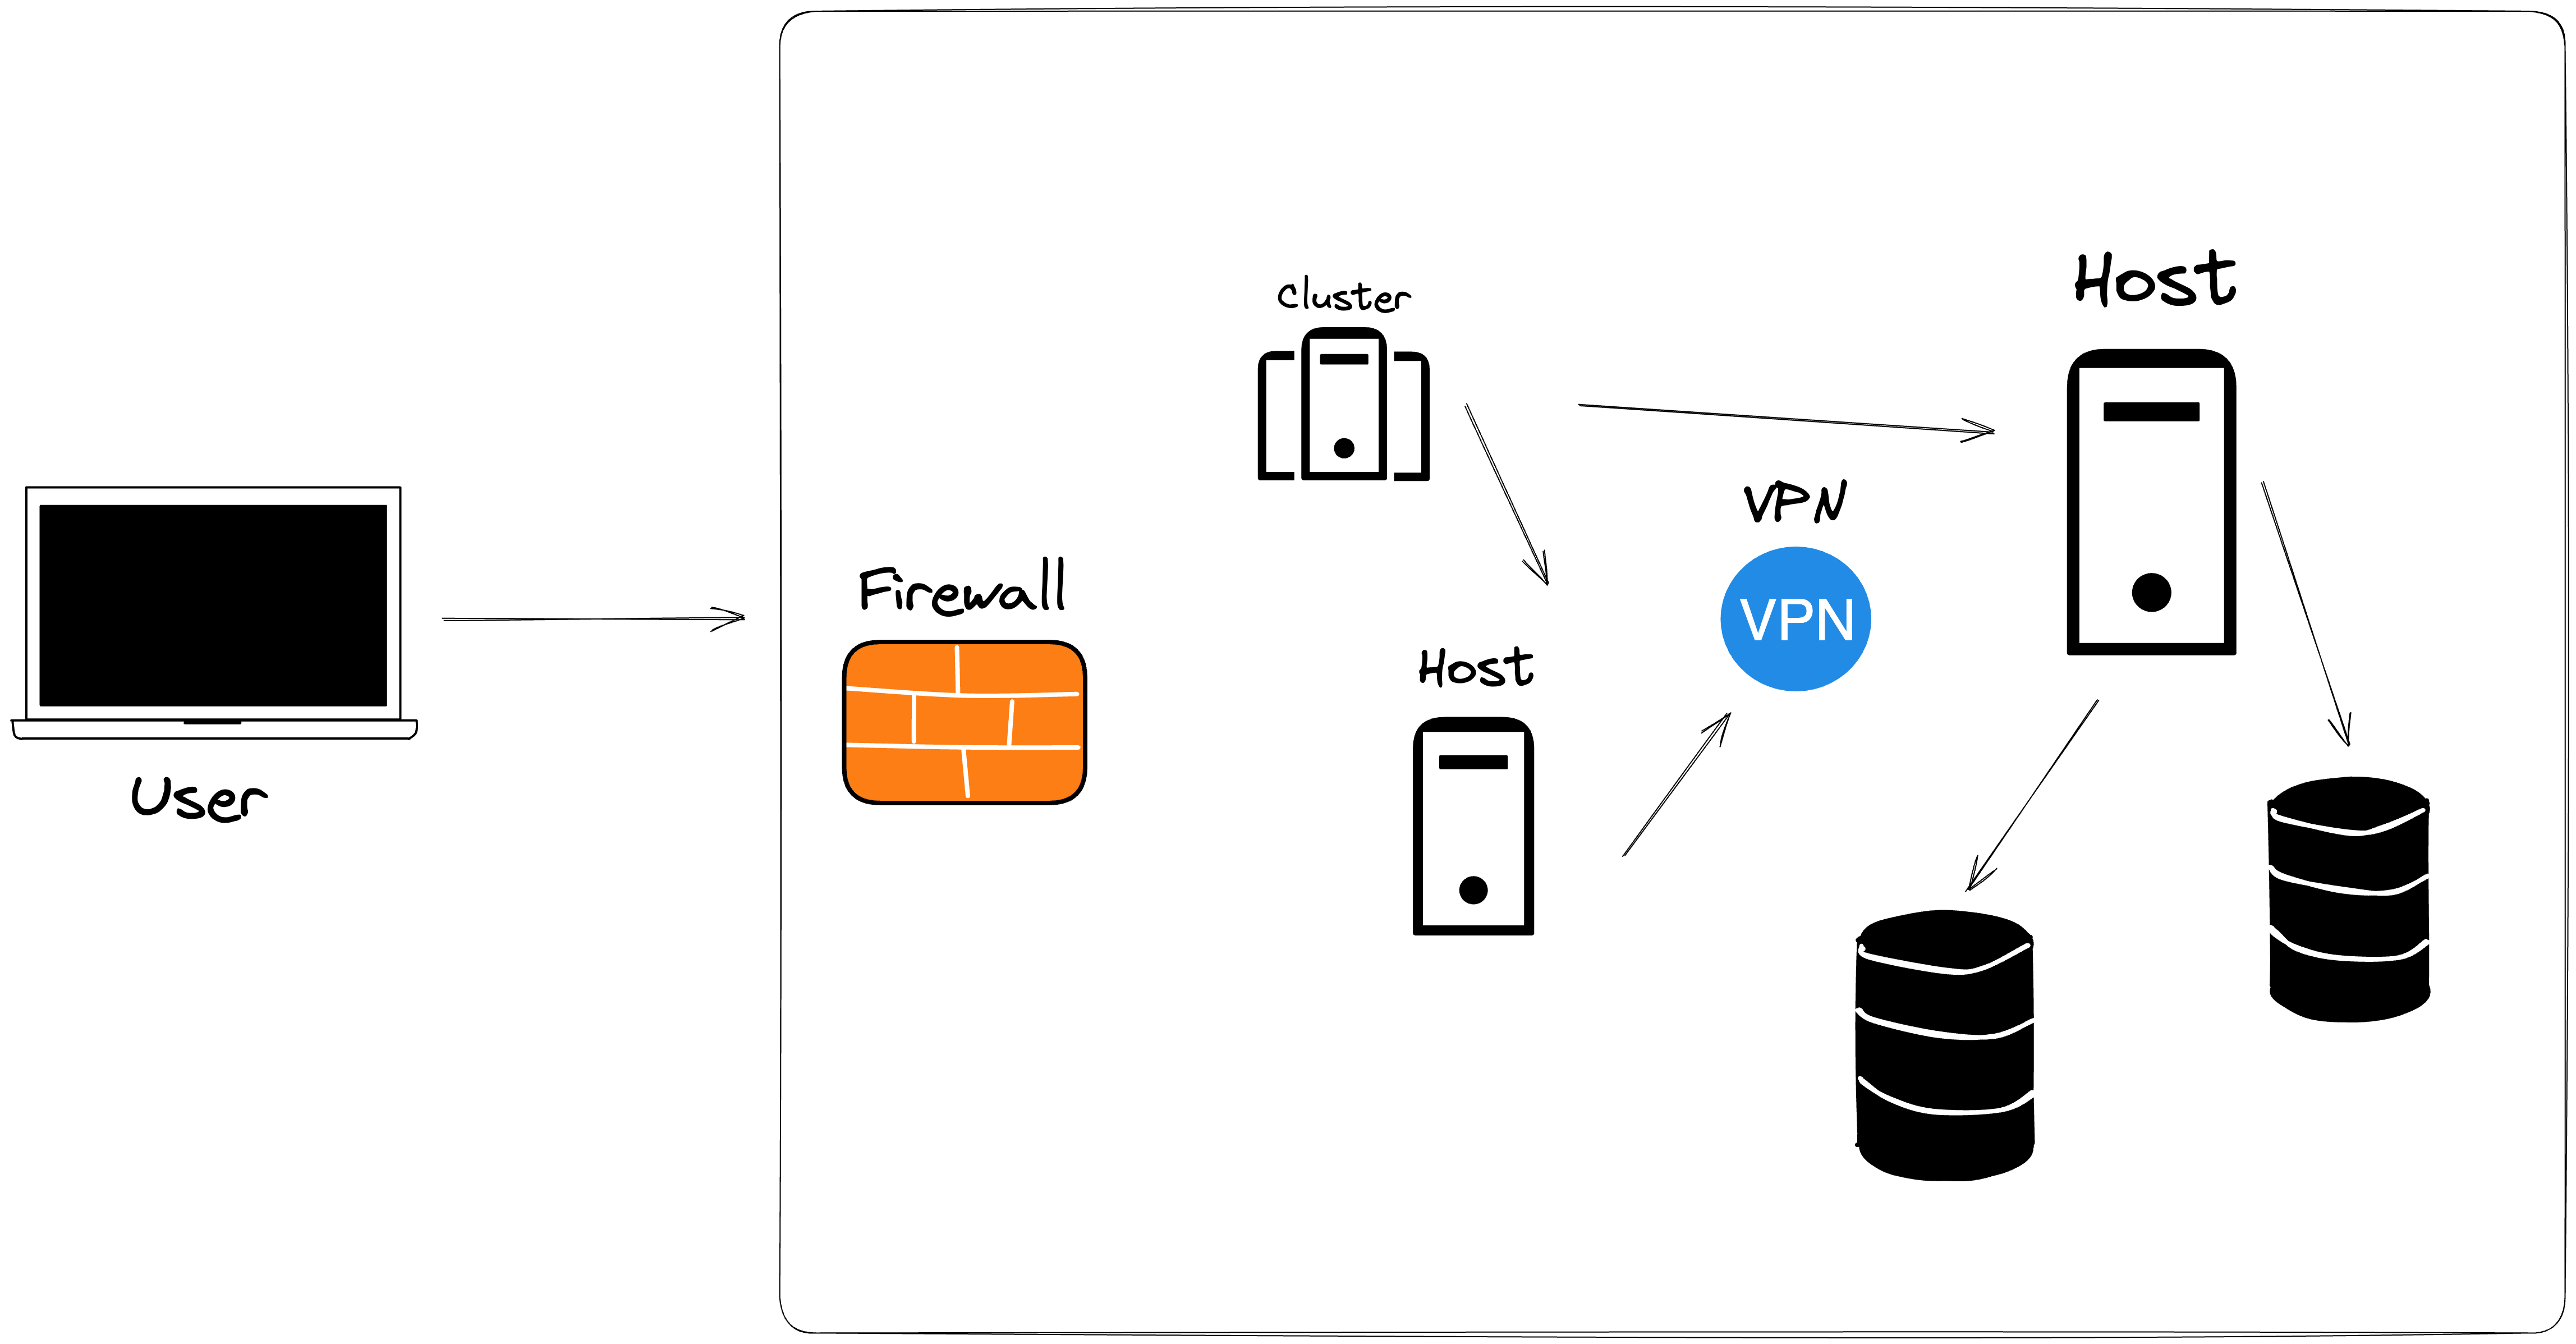 Cluster
Host
VPN
VPN
Firewall
Host
User